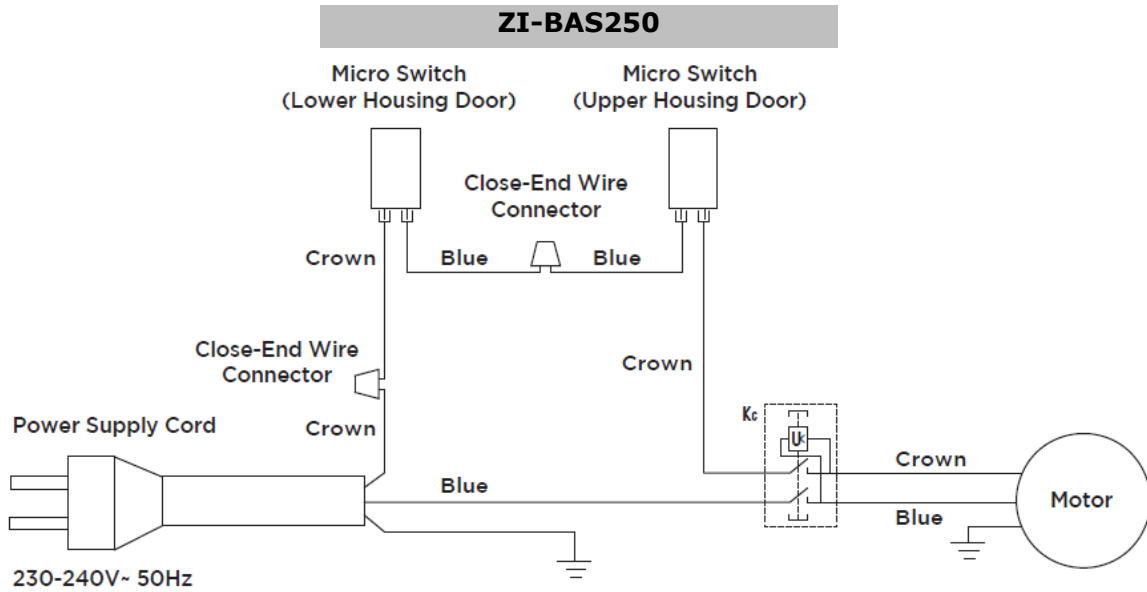 ZI-BAS250
Micro Switch
(Lower Housing Door)
Micro Switch
(Upper Housing Door)
Close-End Wire
Connector
Crown
Blue
Blue
Close-End Wire
Connector
Crown
Power Supply Cord
Crown
Kc
U<
Crown
Blue
Motor
Blue
230-240V~ 50Hz